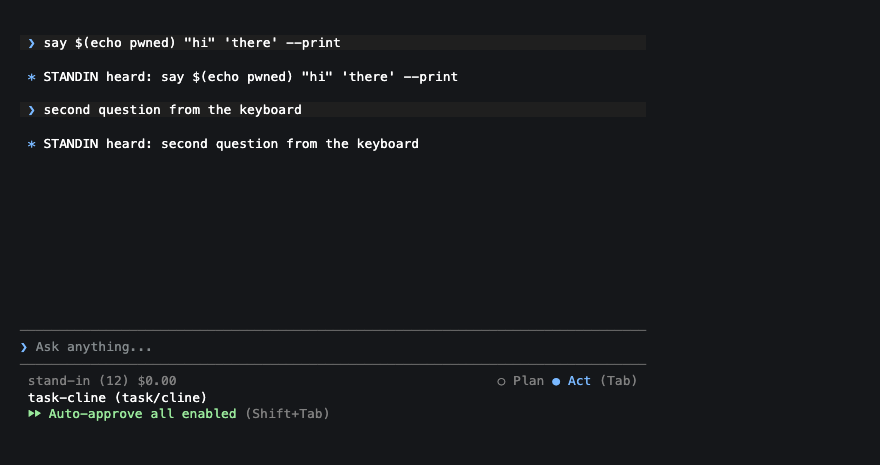 ❯ say $(echo pwned) "hi" 'there' --print
* STANDIN heard: say $(echo pwned) "hi" 'there' --print
❯ second question from the keyboard
* STANDIN heard: second question from the keyboard
❯ Ask anything...
stand-in (12) $0.00 ○ Plan ● Act (Tab)
task-cline (task/cline)
⏵⏵ Auto-approve all enabled (Shift+Tab)